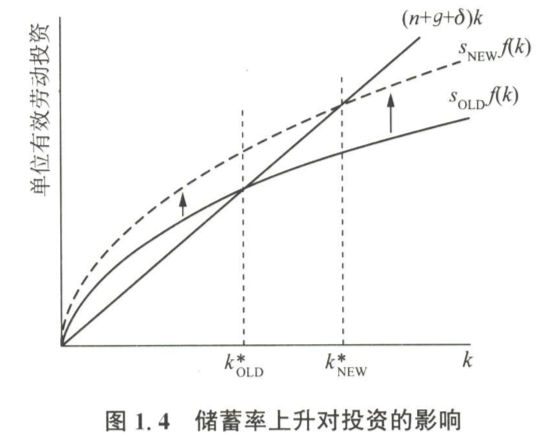 (n+g+δ)k
s_NEW f(k)
s_OLD f(k)
单位有效劳动投资
k*_OLD
k*_NEW
k
图 1.4 储蓄率上升对投资的影响